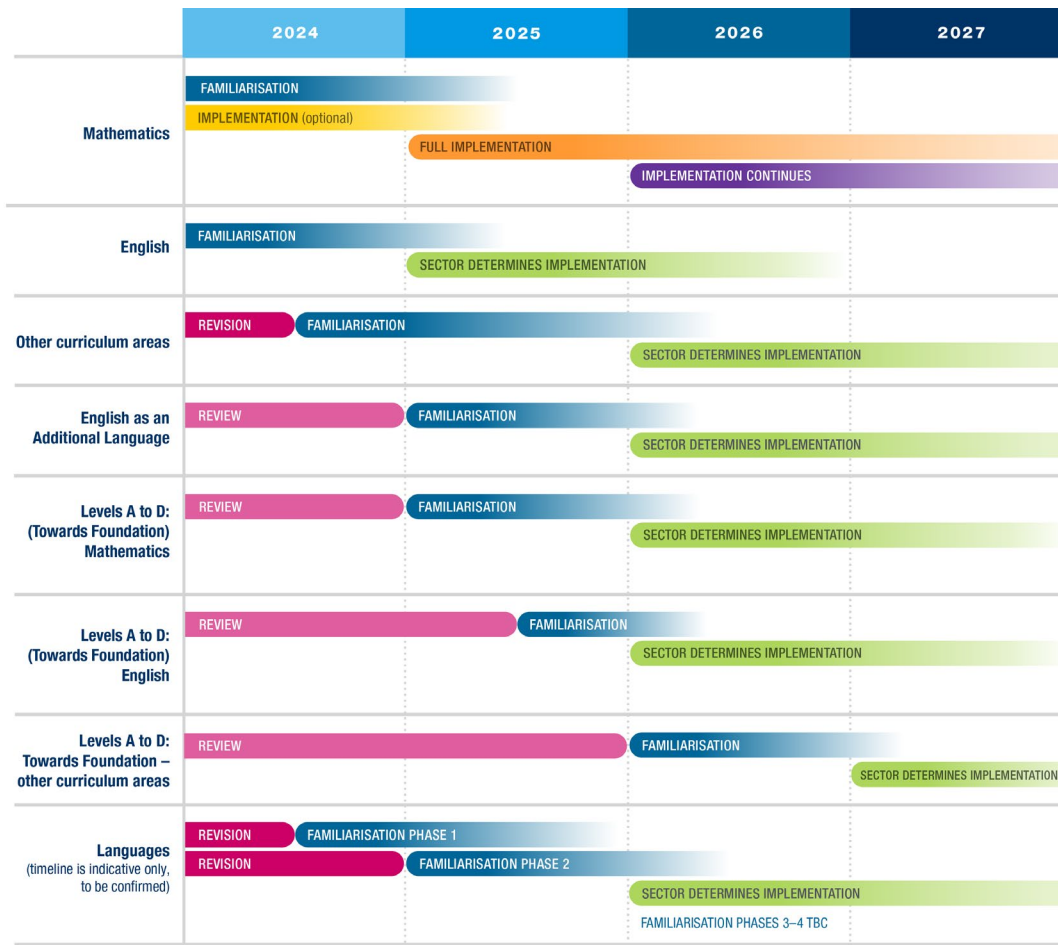 2024 2025 2026 2027
Mathematics
FAMILIARISATION
IMPLEMENTATION (optional)
FULL IMPLEMENTATION
IMPLEMENTATION CONTINUES
English
FAMILIARISATION
SECTOR DETERMINES IMPLEMENTATION
Other curriculum areas
REVISION FAMILIARISATION
SECTOR DETERMINES IMPLEMENTATION
English as an
Additional Language
REVIEW FAMILIARISATION
SECTOR DETERMINES IMPLEMENTATION
Levels A to D:
(Towards Foundation)
Mathematics
REVIEW FAMILIARISATION
SECTOR DETERMINES IMPLEMENTATION
Levels A to D:
(Towards Foundation)
English
REVIEW FAMILIARISATION
SECTOR DETERMINES IMPLEMENTATION
Levels A to D:
Towards Foundation –
other curriculum areas
REVIEW FAMILIARISATION
SECTOR DETERMINES IMPLEMENTATION
Languages
(timeline is indicative only,
to be confirmed)
REVISION FAMILIARISATION PHASE 1
REVISION FAMILIARISATION PHASE 2
SECTOR DETERMINES IMPLEMENTATION
FAMILIARISATION PHASES 3–4 TBC